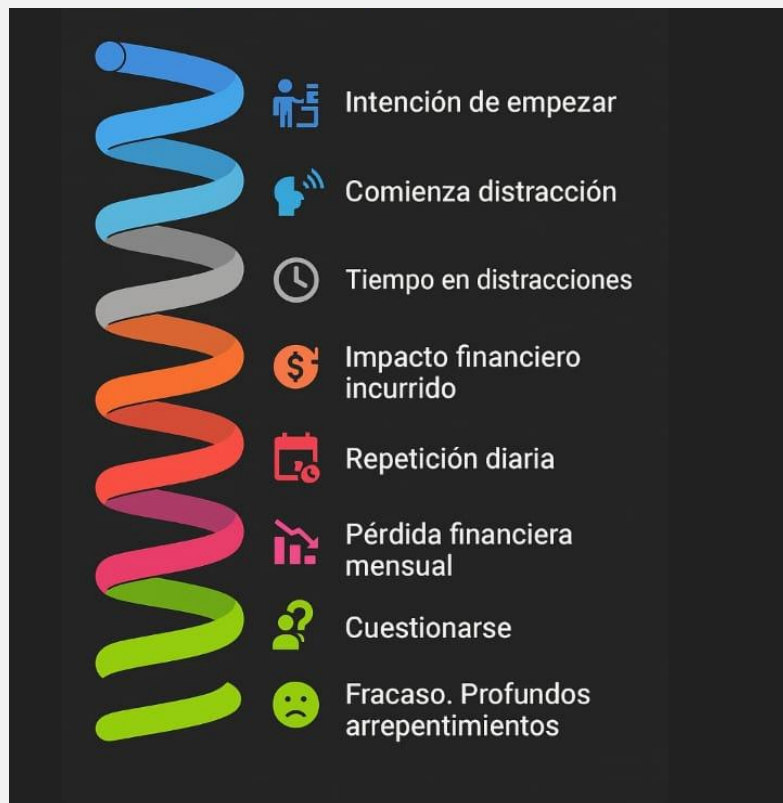 Intención de empezar
Comienza distracción
Tiempo en distracciones
Impacto financiero
incurrido
Repetición diaria
Pérdida financiera
mensual
Cuestionarse
Fracaso. Profundos
arrepentimientos